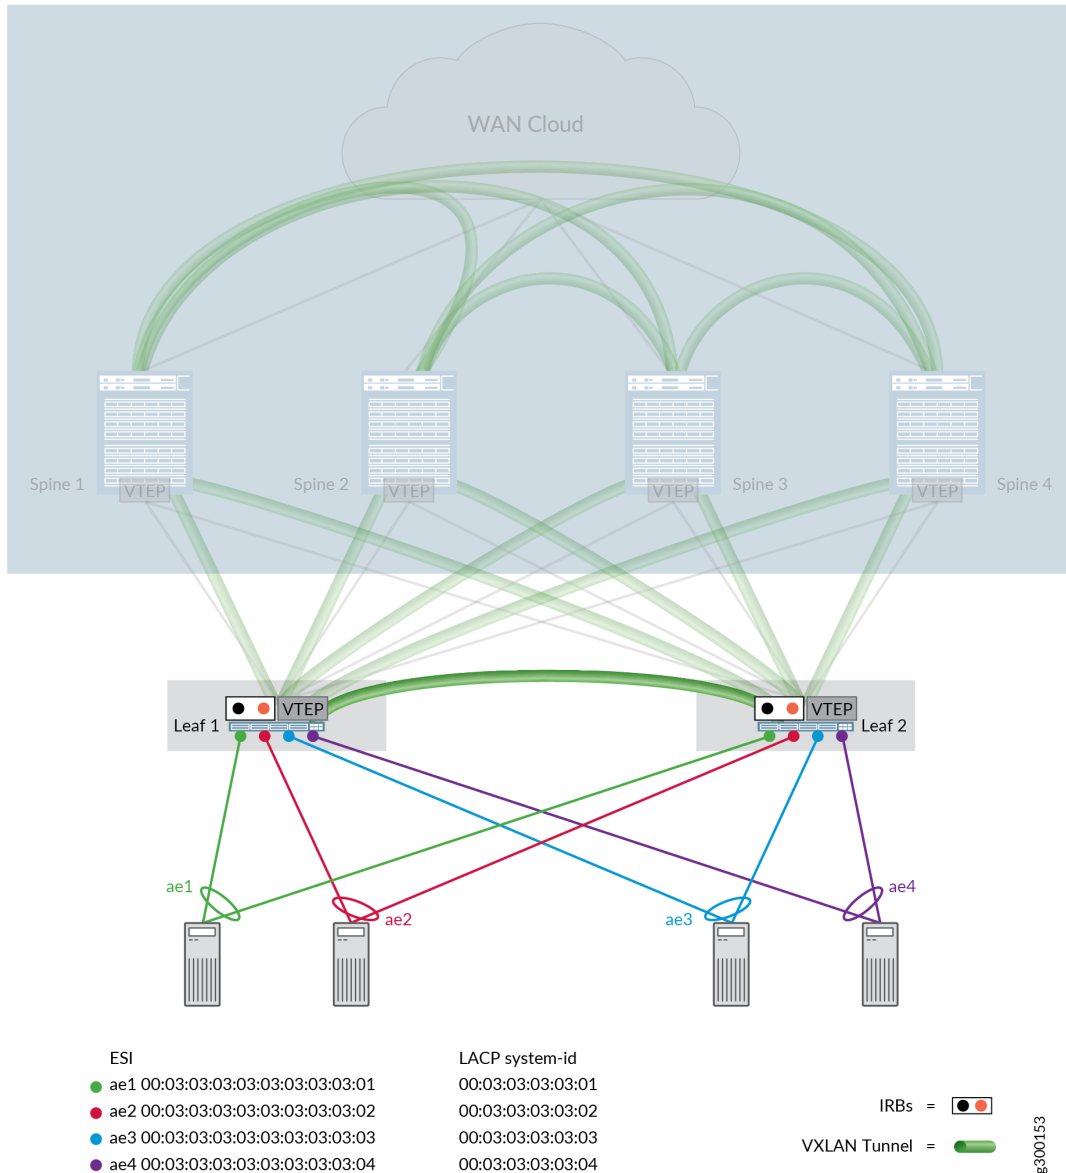 WAN Cloud
Spine 1
VTEP
Spine 2
VTEP
VTEP
Spine 3
VTEP
Spine 4
Leaf 1
VTEP
VTEP
Leaf 2
ae1
ae2
ae3
ae4
ESI
LACP system-id
ae1 00:03:03:03:03:03:03:03:03:01
00:03:03:03:03:01
ae2 00:03:03:03:03:03:03:03:03:02
00:03:03:03:03:02
ae3 00:03:03:03:03:03:03:03:03:03
00:03:03:03:03:03
ae4 00:03:03:03:03:03:03:03:03:04
00:03:03:03:03:04
IRBs =
VXLAN Tunnel =
g300153